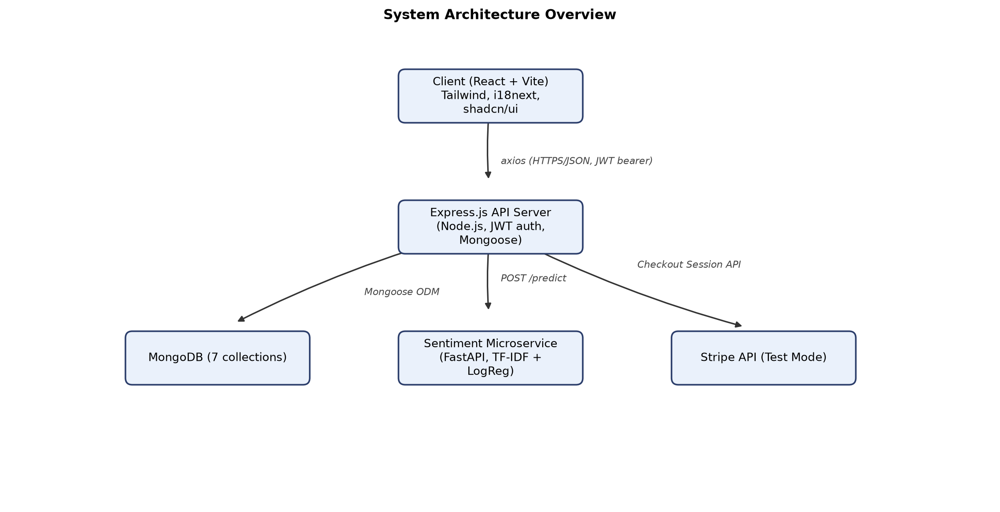 System Architecture Overview
Client (React + Vite)
Tailwind, i18next,
shadcn/ui
axios (HTTPS/JSON, JWT bearer)
Express.js API Server
(Node.js, JWT auth,
Mongoose)
Checkout Session API
POST /predict
Mongoose ODM
MongoDB (7 collections)
Sentiment Microservice
(FastAPI, TF-IDF +
LogReg)
Stripe API (Test Mode)